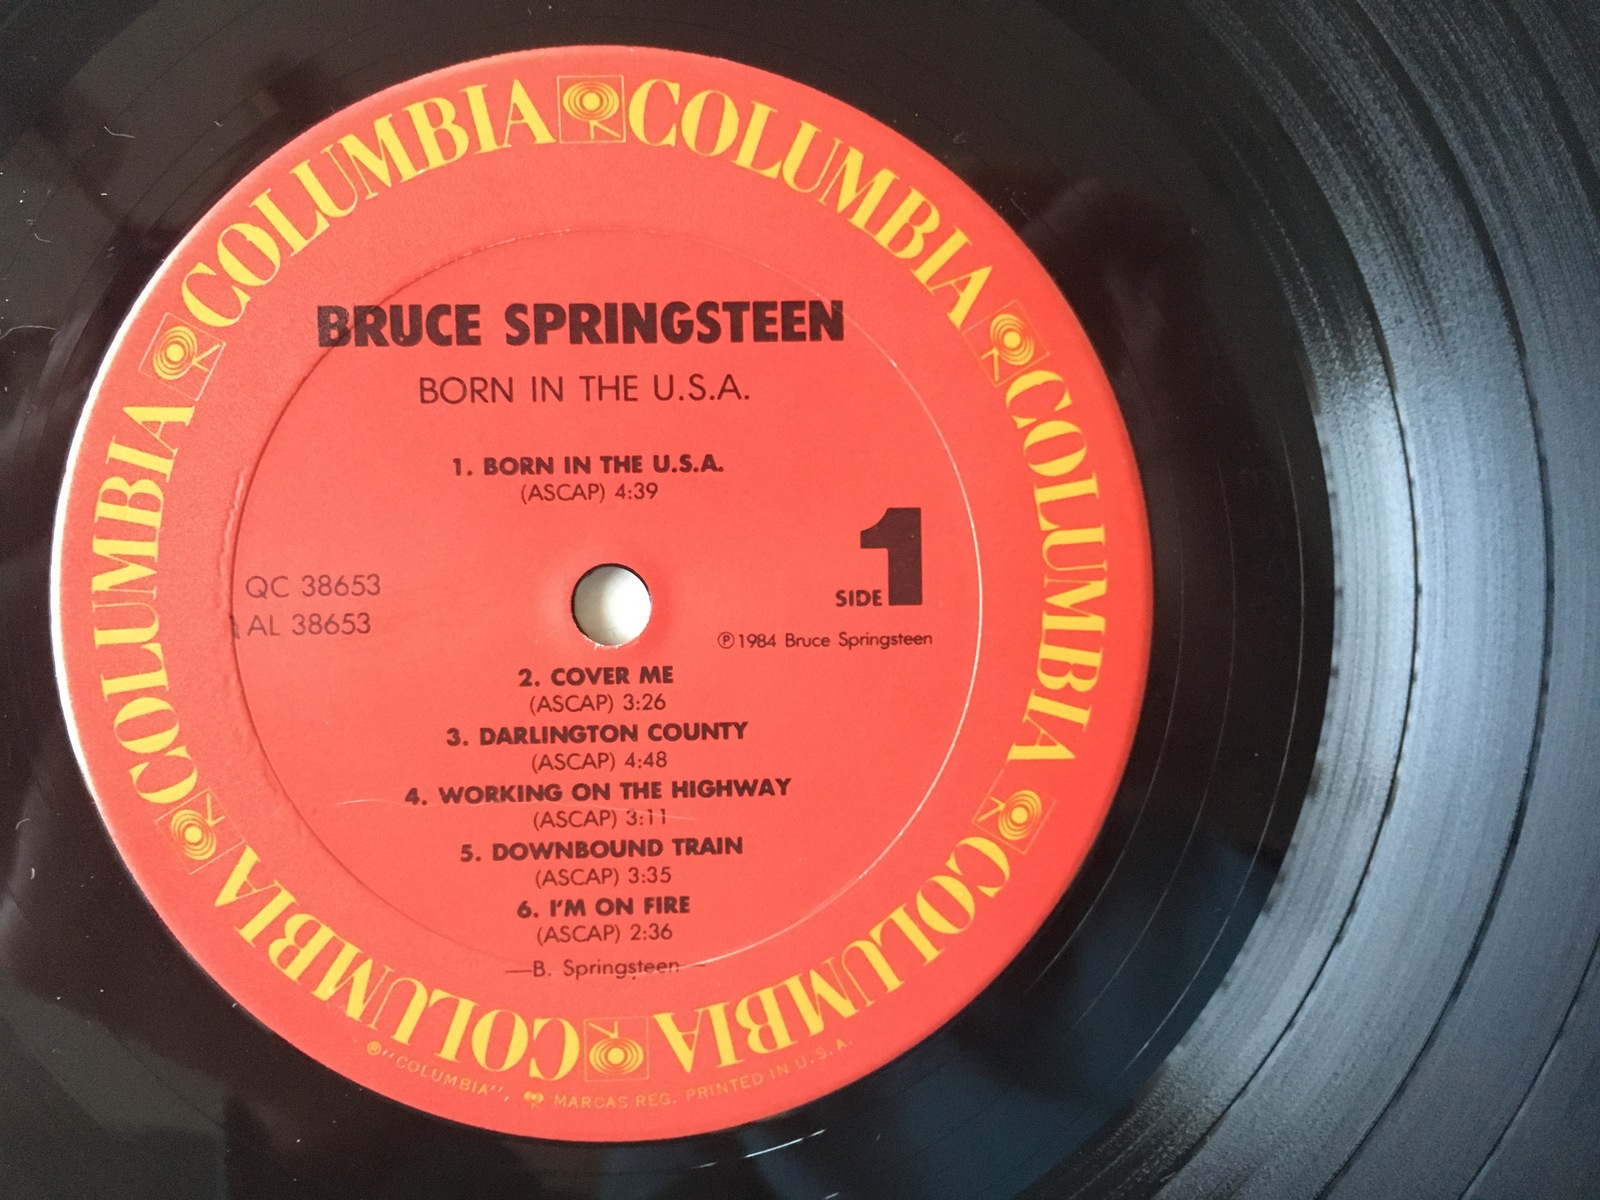 COLUMBIA COLUMBIA COLUMBIA COLUMBIA COLUMBIA COLUMBIA
BRUCE SPRINGSTEEN
BORN IN THE U.S.A.
1. BORN IN THE U.S.A.
(ASCAP) 4:39
QC 38653
AL 38653
SIDE 1
℗ 1984 Bruce Springsteen
2. COVER ME
(ASCAP) 3:26
3. DARLINGTON COUNTY
(ASCAP) 4:48
4. WORKING ON THE HIGHWAY
(ASCAP) 3:11
5. DOWNBOUND TRAIN
(ASCAP) 3:35
6. I'M ON FIRE
(ASCAP) 2:36
—B. Springsteen—
®"COLUMBIA", MARCAS REG. PRINTED IN U.S.A.